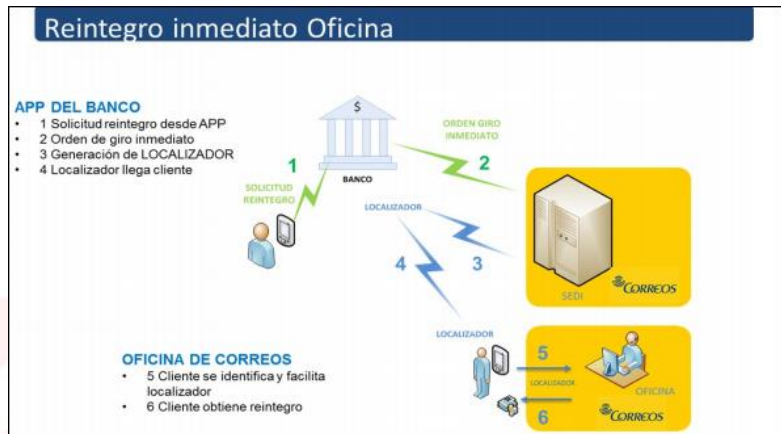 Reintegro inmediato Oficina
APP DEL BANCO
• 1 Solicitud reintegro desde APP
• 2 Orden de giro inmediato
• 3 Generación de LOCALIZADOR
• 4 Localizador llega cliente
$
BANCO
1
SOLICITUD
REINTEGRO
ORDEN GIRO
INMEDIATO
2
LOCALIZADOR
3
4
SEDI
CORREOS
LOCALIZADOR
OFICINA DE CORREOS
• 5 Cliente se identifica y facilita
localizador
• 6 Cliente obtiene reintegro
5
LOCALIZADOR
6
OFICINA
CORREOS